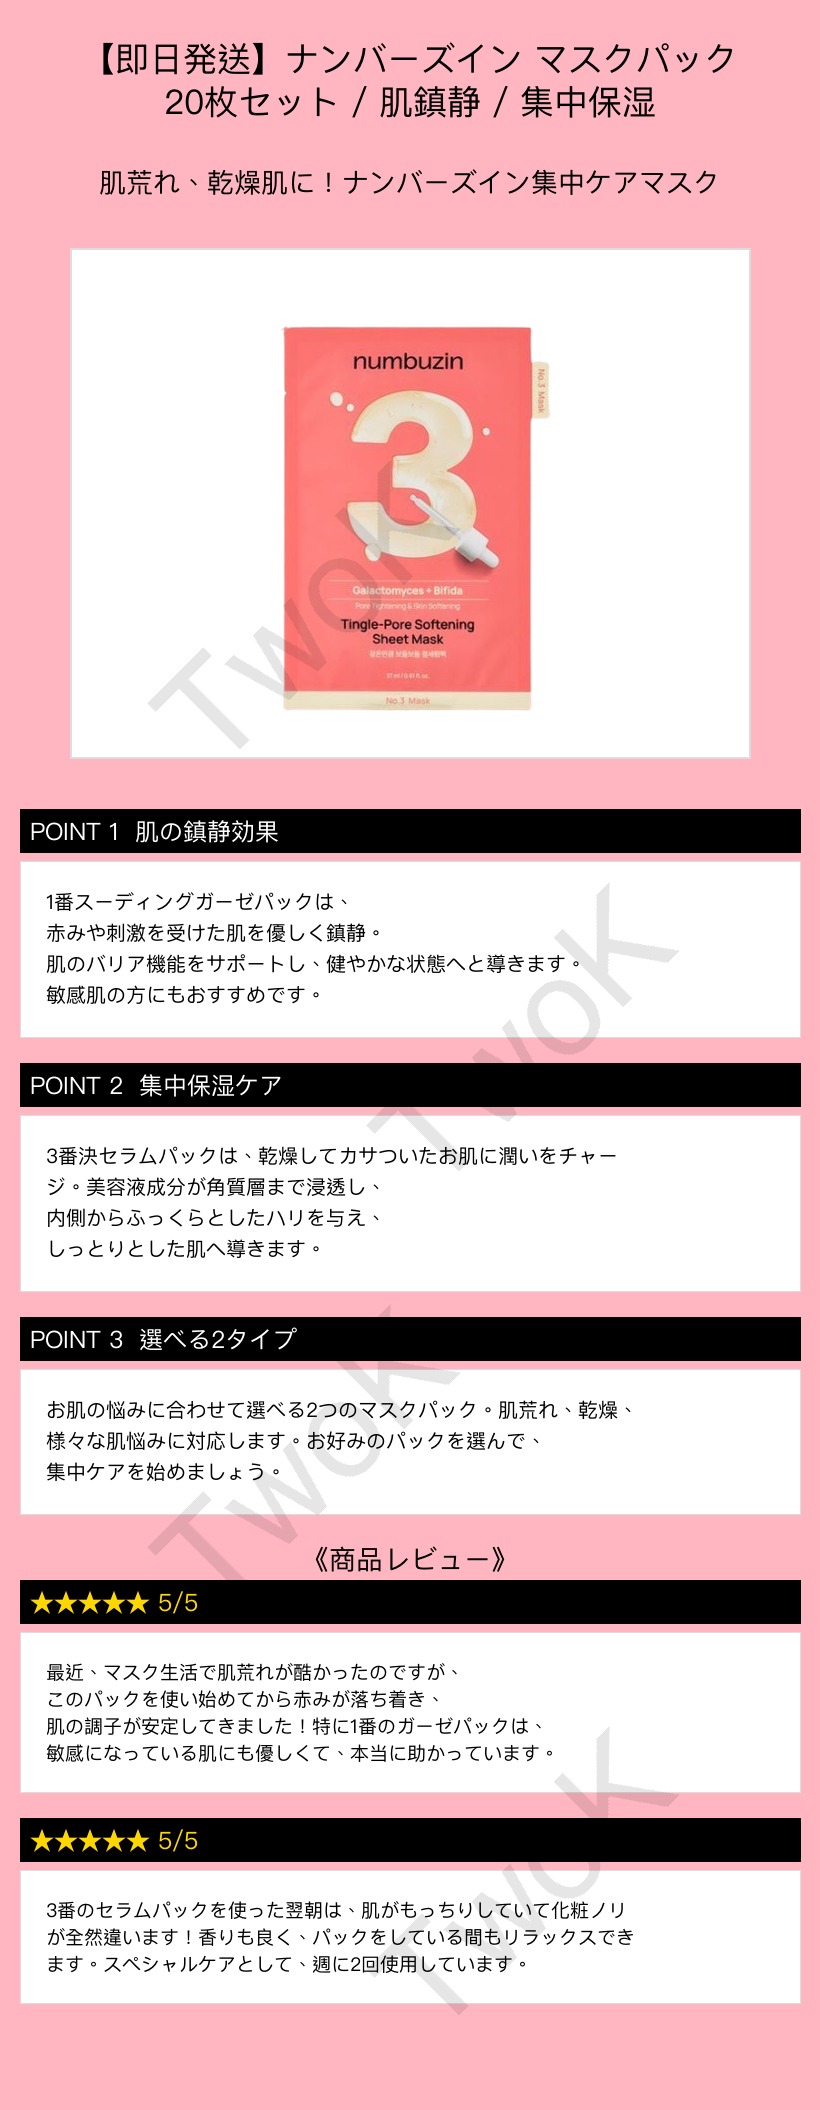 【即日発送】ナンバーズイン マスクパック
20枚セット / 肌鎮静 / 集中保湿
肌荒れ、乾燥肌に！ナンバーズイン集中ケアマスク
numbuzin
No.3 Mask
3
Galactomyces + Bifida
Pore Tightening & Skin Softening
Tingle-Pore Softening
Sheet Mask
27 ml / 0.91 fl. oz.
No.3 Mask
TwoK
POINT 1 肌の鎮静効果
1番スーディングガーゼパックは、
赤みや刺激を受けた肌を優しく鎮静。
肌のバリア機能をサポートし、健やかな状態へと導きます。
敏感肌の方にもおすすめです。
TwoK
POINT 2 集中保湿ケア
3番決セラムパックは、乾燥してカサついたお肌に潤いをチャー
ジ。美容液成分が角質層まで浸透し、
内側からふっくらとしたハリを与え、
しっとりとした肌へ導きます。
POINT 3 選べる2タイプ
お肌の悩みに合わせて選べる2つのマスクパック。肌荒れ、乾燥、
様々な肌悩みに対応します。お好みのパックを選んで、
集中ケアを始めましょう。
TwoK
《商品レビュー》
★★★★★ 5/5
最近、マスク生活で肌荒れが酷かったのですが、
このパックを使い始めてから赤みが落ち着き、
肌の調子が安定してきました！特に1番のガーゼパックは、
敏感になっている肌にも優しくて、本当に助かっています。
★★★★★ 5/5
3番のセラムパックを使った翌朝は、肌がもっちりしていて化粧ノリ
が全然違います！香りも良く、パックをしている間もリラックスでき
ます。スペシャルケアとして、週に2回使用しています。
TwoK